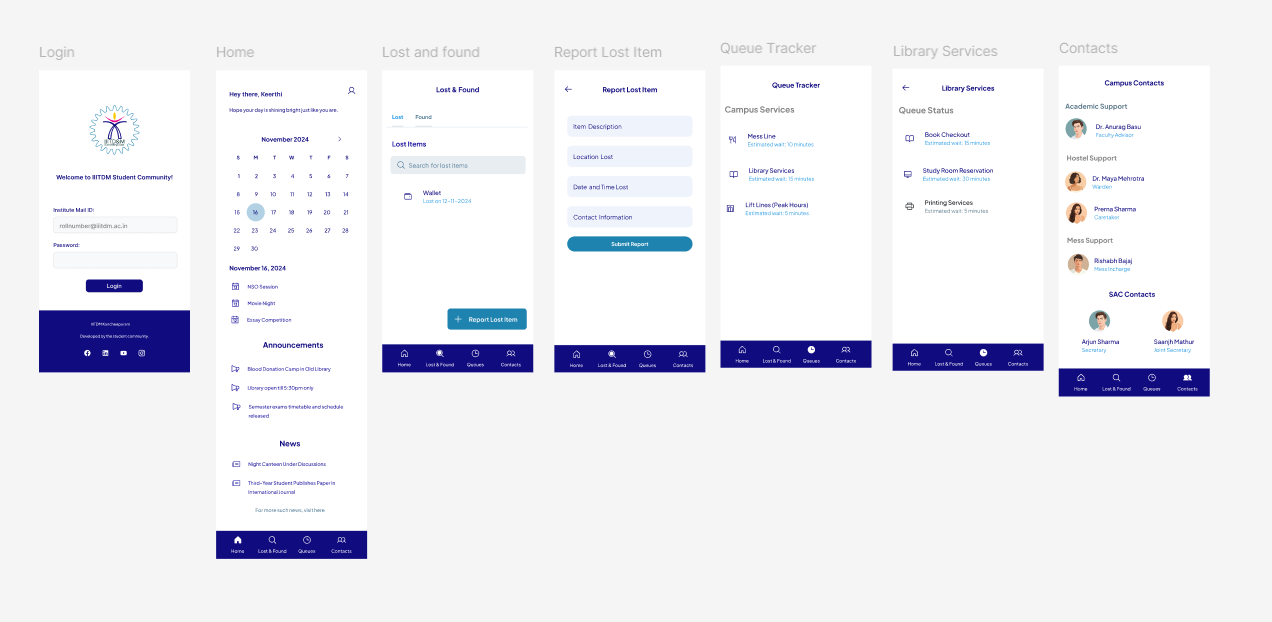 Login
IIITD&M
Welcome to IIITDM Student Community!
Institute Mail ID:
rollnumber@iiitdm.ac.in
Password:
Login
IIITDM Kancheepuram
Developed by the student community.
Home
Hey there, Keerthi
Hope your day is shining bright just like you are.
November 2024
S M T W T F S
1 2 3 4 5 6 7
8 9 10 11 12 13 14
15 16 17 18 19 20 21
22 23 24 25 26 27 28
29 30
November 16, 2024
NSO Session
Movie Night
Essay Competition
Announcements
Blood Donation Camp in Old Library
Library open till 5:30pm only
Semester exams timetable and schedule
released
News
Night Canteen Under Discussions
Third-Year Student Publishes Paper in
International Journal
For more such news, visit here
Home Lost & Found Queues Contacts
Lost and found
Lost & Found
Lost Found
Lost Items
Search for lost items
Wallet
Lost on 12-11-2024
Report Lost Item
Home Lost & Found Queues Contacts
Report Lost Item
Report Lost Item
Item Description
Location Lost
Date and Time Lost
Contact Information
Submit Report
Home Lost & Found Queues Contacts
Queue Tracker
Queue Tracker
Campus Services
Mess Line
Estimated wait: 10 minutes
Library Services
Estimated wait: 15 minutes
Lift Lines (Peak Hours)
Estimated wait: 5 minutes
Home Lost & Found Queues Contacts
Library Services
Library Services
Queue Status
Book Checkout
Estimated wait: 15 minutes
Study Room Reservation
Estimated wait: 30 minutes
Printing Services
Estimated wait: 5 minutes
Home Lost & Found Queues Contacts
Contacts
Campus Contacts
Academic Support
Dr. Anurag Basu
Faculty Advisor
Hostel Support
Dr. Maya Mehrotra
Warden
Prerna Sharma
Caretaker
Mess Support
Rishabh Bajaj
Mess Incharge
SAC Contacts
Arjun Sharma
Secretary
Saanjh Mathur
Joint Secretary
Home Lost & Found Queues Contacts